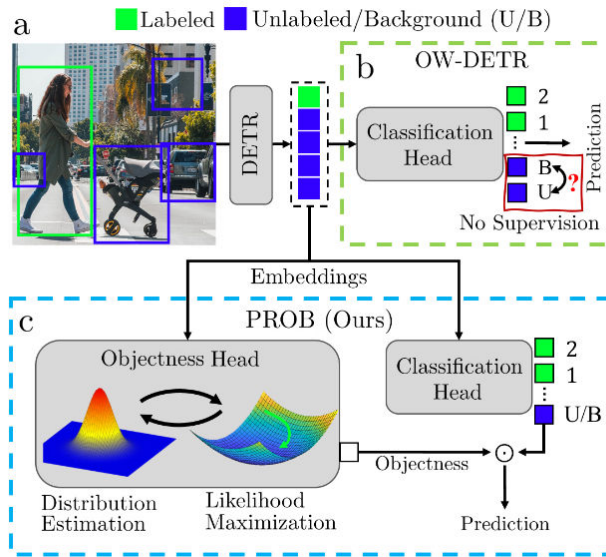 Labeled
Unlabeled/Background (U/B)
a
DETR
b
OW-DETR
Classification
Head
2
1
⋮
B
U
?
Prediction
No Supervision
Embeddings
c
PROB (Ours)
Objectness Head
Distribution
Estimation
Likelihood
Maximization
Classification
Head
2
1
⋮
U/B
Objectness
Prediction